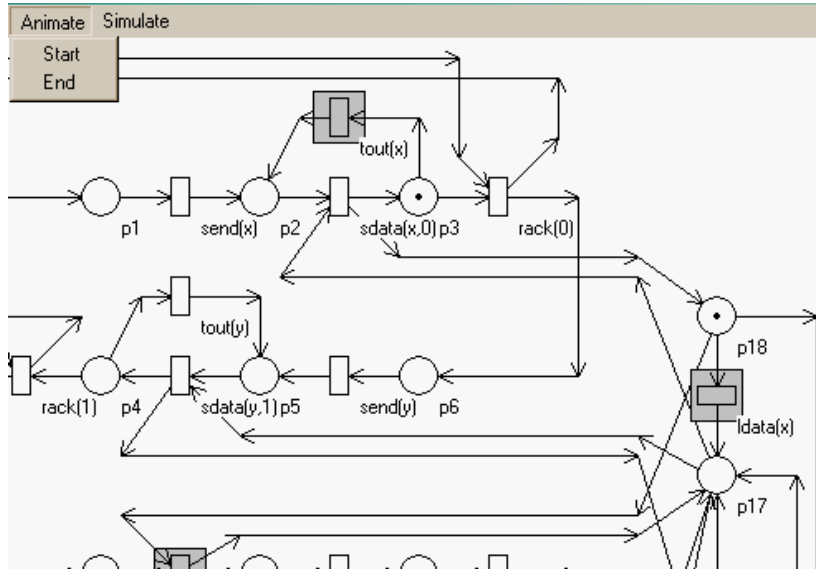 Animate Simulate
Start
End
tout(x)
p1 send(x) p2 sdata(x,0) p3 rack(0)
tout(y)
p18
rack(1) p4 sdata(y,1) p5 send(y) p6
ldata(x)
p17